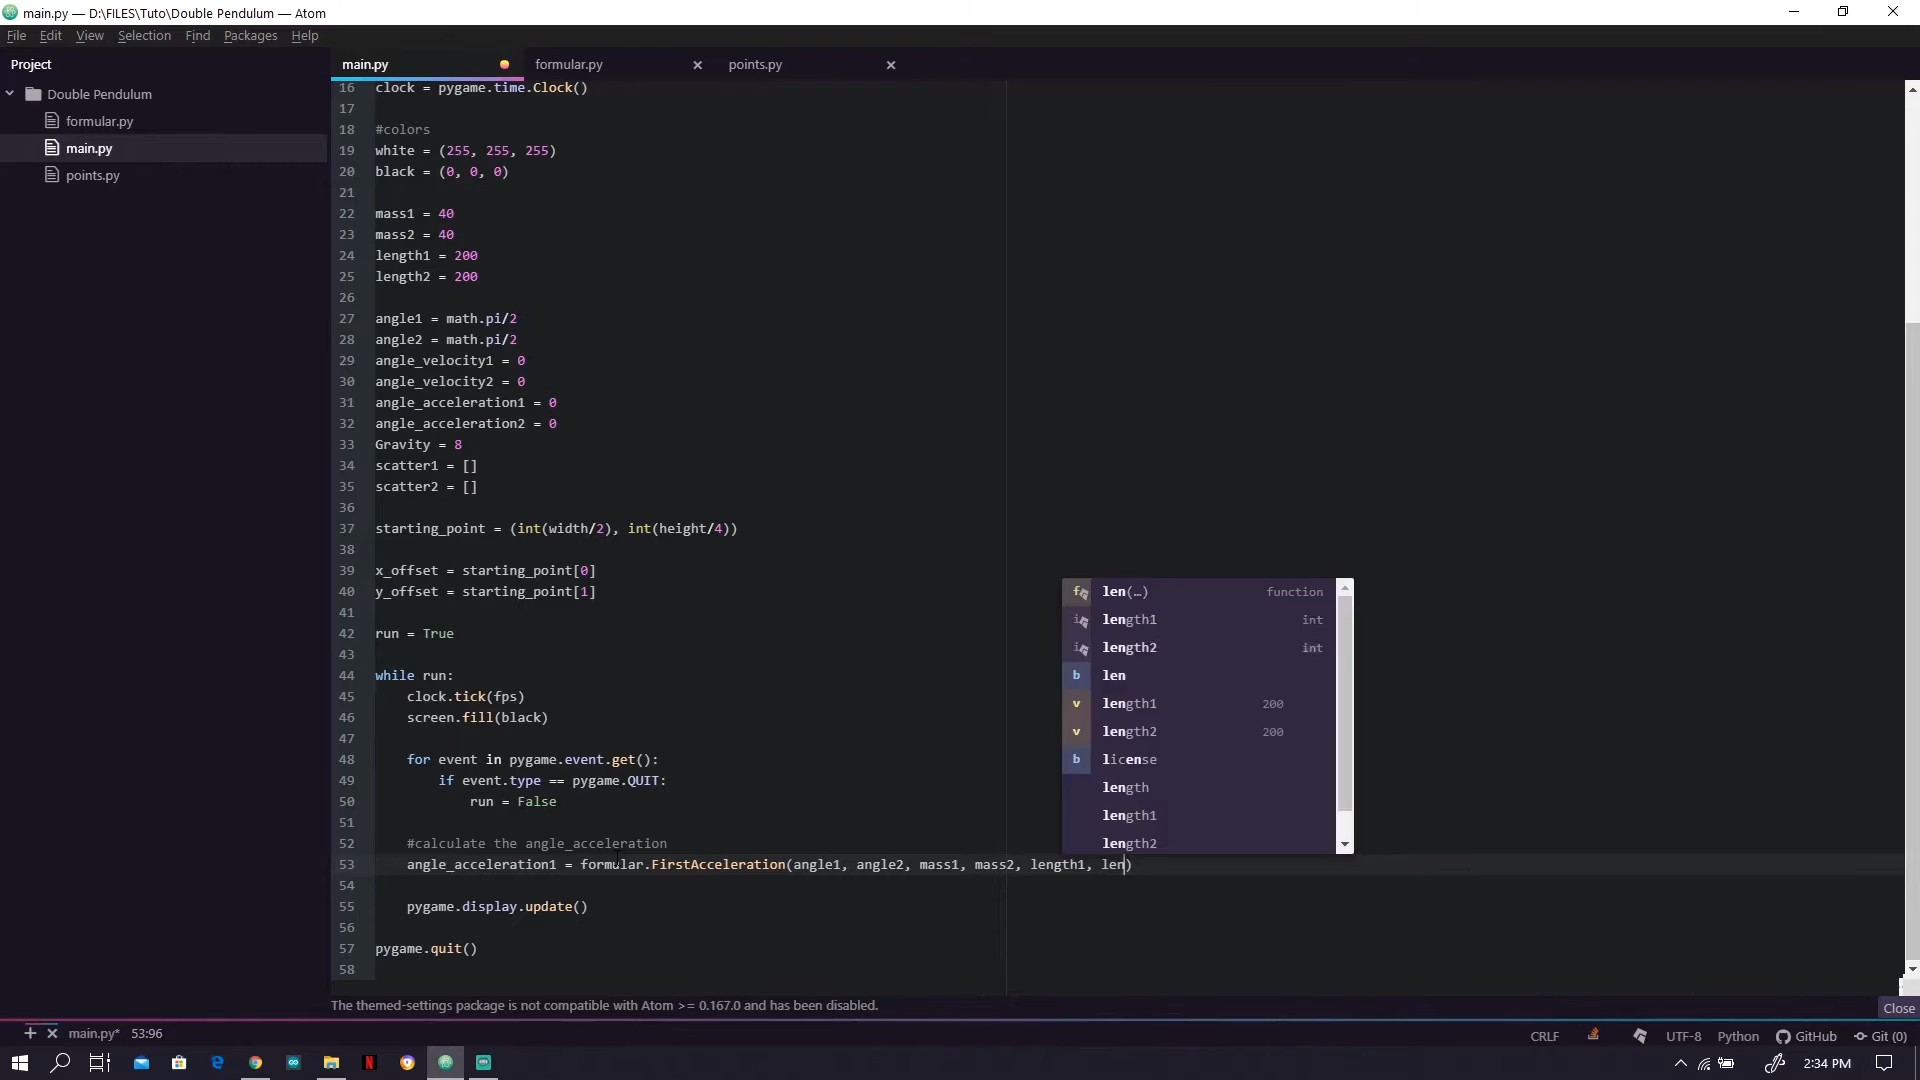 main.py — D:\FILES\Tuto\Double Pendulum — Atom
File Edit View Selection Find Packages Help
Project
main.py formular.py points.py
Double Pendulum
formular.py
main.py
points.py
16 clock = pygame.time.Clock()
17
18 #colors
19 white = (255, 255, 255)
20 black = (0, 0, 0)
21
22 mass1 = 40
23 mass2 = 40
24 length1 = 200
25 length2 = 200
26
27 angle1 = math.pi/2
28 angle2 = math.pi/2
29 angle_velocity1 = 0
30 angle_velocity2 = 0
31 angle_acceleration1 = 0
32 angle_acceleration2 = 0
33 Gravity = 8
34 scatter1 = []
35 scatter2 = []
36
37 starting_point = (int(width/2), int(height/4))
38
39 x_offset = starting_point[0]
40 y_offset = starting_point[1]
41
42 run = True
43
44 while run:
45 clock.tick(fps)
46 screen.fill(black)
47
48 for event in pygame.event.get():
49 if event.type == pygame.QUIT:
50 run = False
51
52 #calculate the angle_acceleration
53 angle_acceleration1 = formular.FirstAcceleration(angle1, angle2, mass1, mass2, length1, len)
54
55 pygame.display.update()
56
57 pygame.quit()
58
f len(…) function
i length1 int
i length2 int
b len
v length1 200
v length2 200
b license
length
length1
length2
The themed-settings package is not compatible with Atom >= 0.167.0 and has been disabled.
Close
main.py* 53:96
CRLF UTF-8 Python GitHub Git (0)
2:34 PM